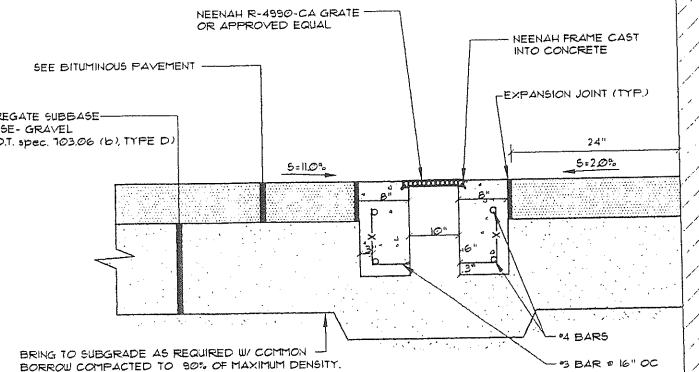 NEENAH R-4990-CA GRATE
OR APPROVED EQUAL
NEENAH FRAME CAST
INTO CONCRETE
SEE BITUMINOUS PAVEMENT
EXPANSION JOINT (TYP.)
REGATE SUBBASE
SE- GRAVEL
O.T. spec. 703.06 (b), TYPE D)
24"
S=11.0%
S=2.0%
8"
8"
10"
6"
3"
3"
#4 BARS
#3 BAR @ 16" OC
BRING TO SUBGRADE AS REQUIRED W/ COMMON
BORROW COMPACTED TO 90% OF MAXIMUM DENSITY.